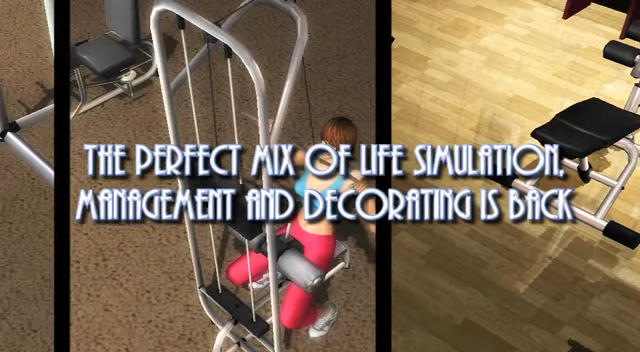 THE PERFECT MIX OF LIFE SIMULATION,
MANAGEMENT AND DECORATING IS BACK